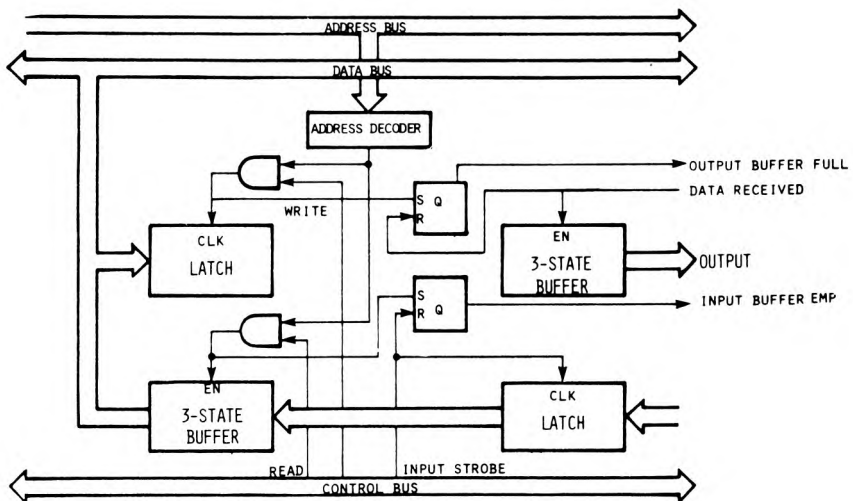 ADDRESS BUS
DATA BUS
ADDRESS DECODER
OUTPUT BUFFER FULL
DATA RECEIVED
S Q
R
WRITE
CLK
LATCH
EN
3-STATE
BUFFER
OUTPUT
S
R Q
INPUT BUFFER EMP
EN
3-STATE
BUFFER
CLK
LATCH
READ
INPUT STROBE
CONTROL BUS